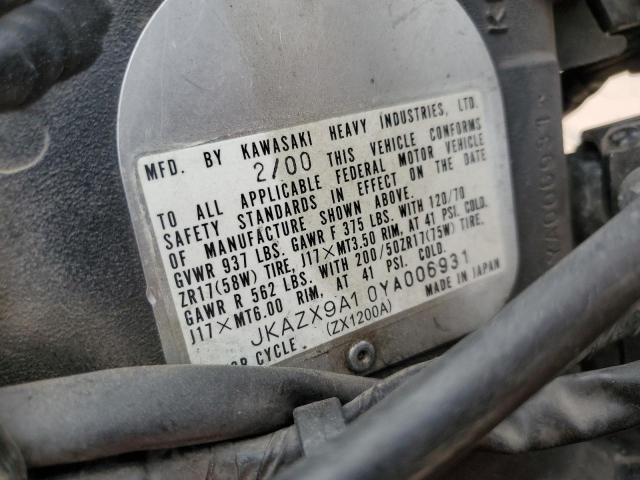 MFD. BY KAWASAKI HEAVY INDUSTRIES, LTD.
2/00 THIS VEHICLE CONFORMS
TO ALL APPLICABLE FEDERAL MOTOR VEHICLE
SAFETY STANDARDS IN EFFECT ON THE DATE
OF MANUFACTURE SHOWN ABOVE.
GVWR 937 LBS. GAWR F 375 LBS. WITH 120/70
ZR17(58W) TIRE, J17×MT3.50 RIM, AT 41 PSI. COLD.
GAWR R 562 LBS. WITH 200/50ZR17(75W) TIRE,
J17×MT6.00 RIM, AT 41 PSI. COLD.
JKAZX9A10YA006931
CYCLE. (ZX1200A) MADE IN JAPAN